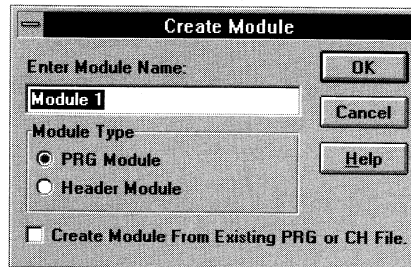 Create Module
Enter Module Name:
OK
Module 1
Cancel
Module Type
PRG Module
Help
Header Module
Create Module From Existing PRG or CH File.